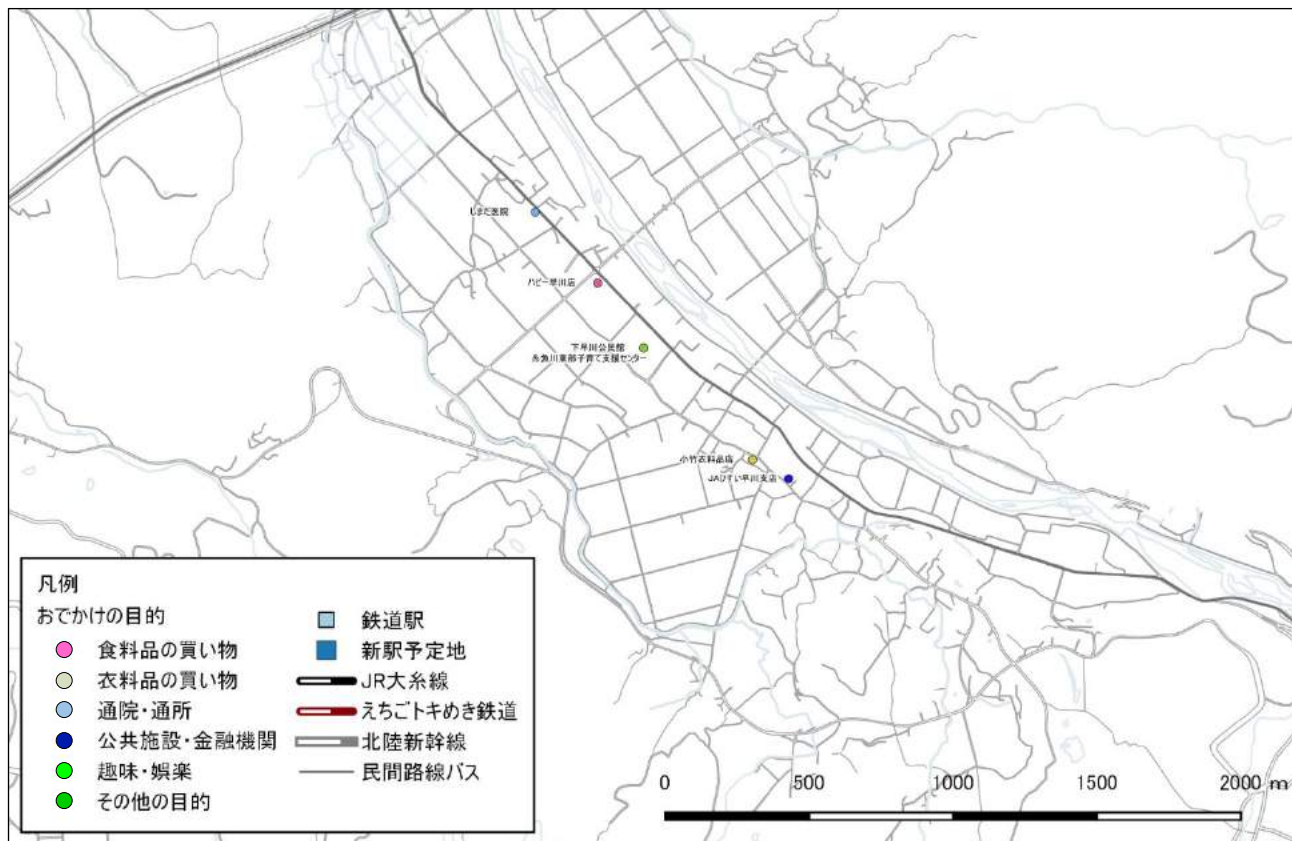 しまだ医院
ハピー早川店
下早川公民館
糸魚川東部子育て支援センター
小竹衣料品店
JAひすい早川支店
凡例
おでかけの目的
食料品の買い物
衣料品の買い物
通院・通所
公共施設・金融機関
趣味・娯楽
その他の目的
鉄道駅
新駅予定地
JR大糸線
えちごトキめき鉄道
北陸新幹線
民間路線バス
0 500 1000 1500 2000 m